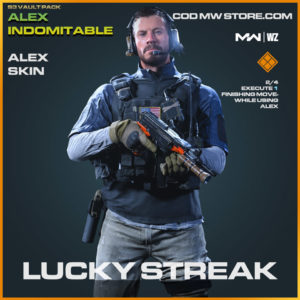 S3 VAULT PACK
ALEX
INDOMITABLE
ALEX
SKIN
COD MW STORE.COM
MW | WZ
2/4
EXECUTE 1
FINISHING MOVE-
WHILE USING
ALEX
LUCKY STREAK